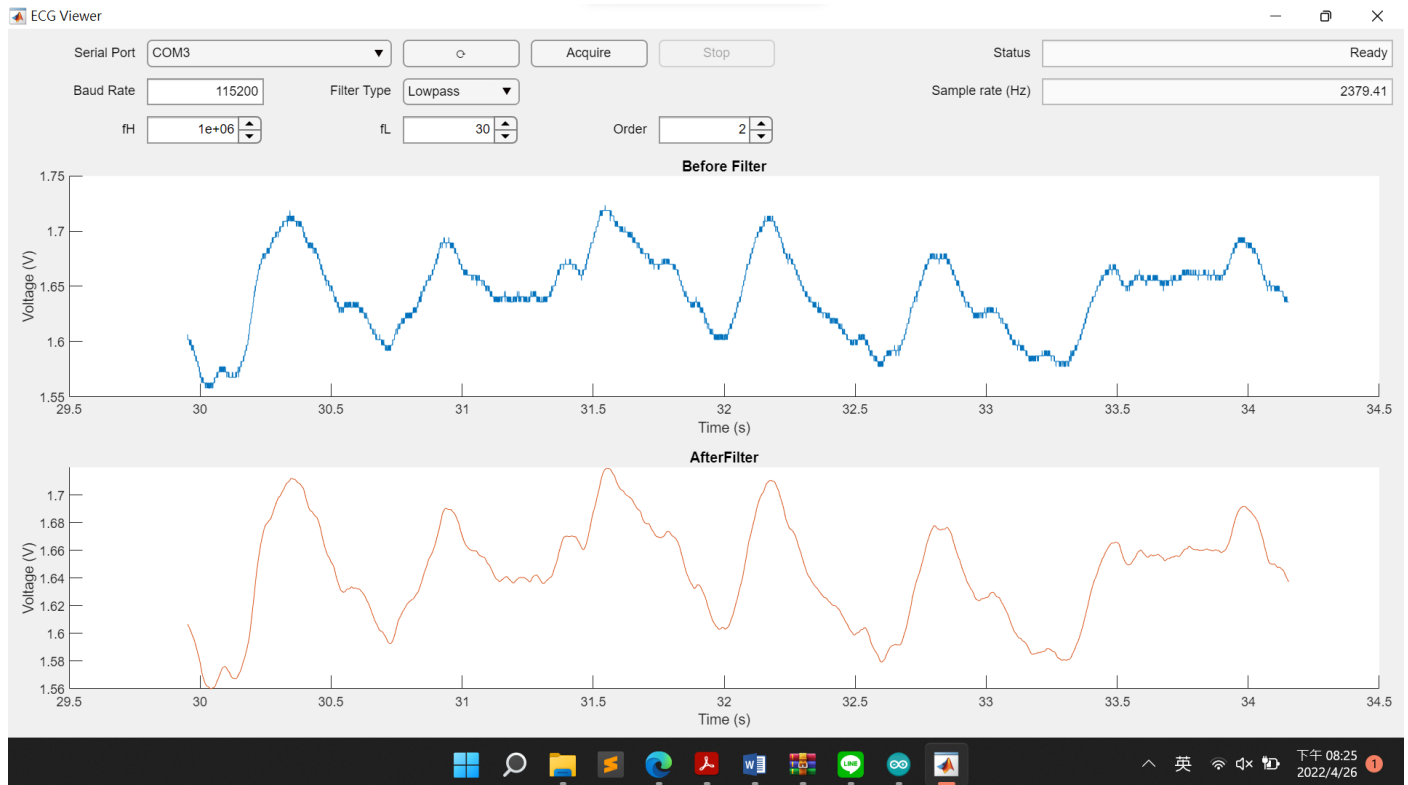 ECG Viewer
Serial Port COM3 Acquire Stop Status Ready
Baud Rate 115200 Filter Type Lowpass Sample rate (Hz) 2379.41
fH 1e+06 fL 30 Order 2
Before Filter
1.75
1.7
1.65
1.6
1.55
Voltage (V)
29.5 30 30.5 31 31.5 32 32.5 33 33.5 34 34.5
Time (s)
AfterFilter
1.7
1.68
1.66
1.64
1.62
1.6
1.58
1.56
Voltage (V)
29.5 30 30.5 31 31.5 32 32.5 33 33.5 34 34.5
Time (s)
W
LINE
英
下午 08:25
2022/4/26
1